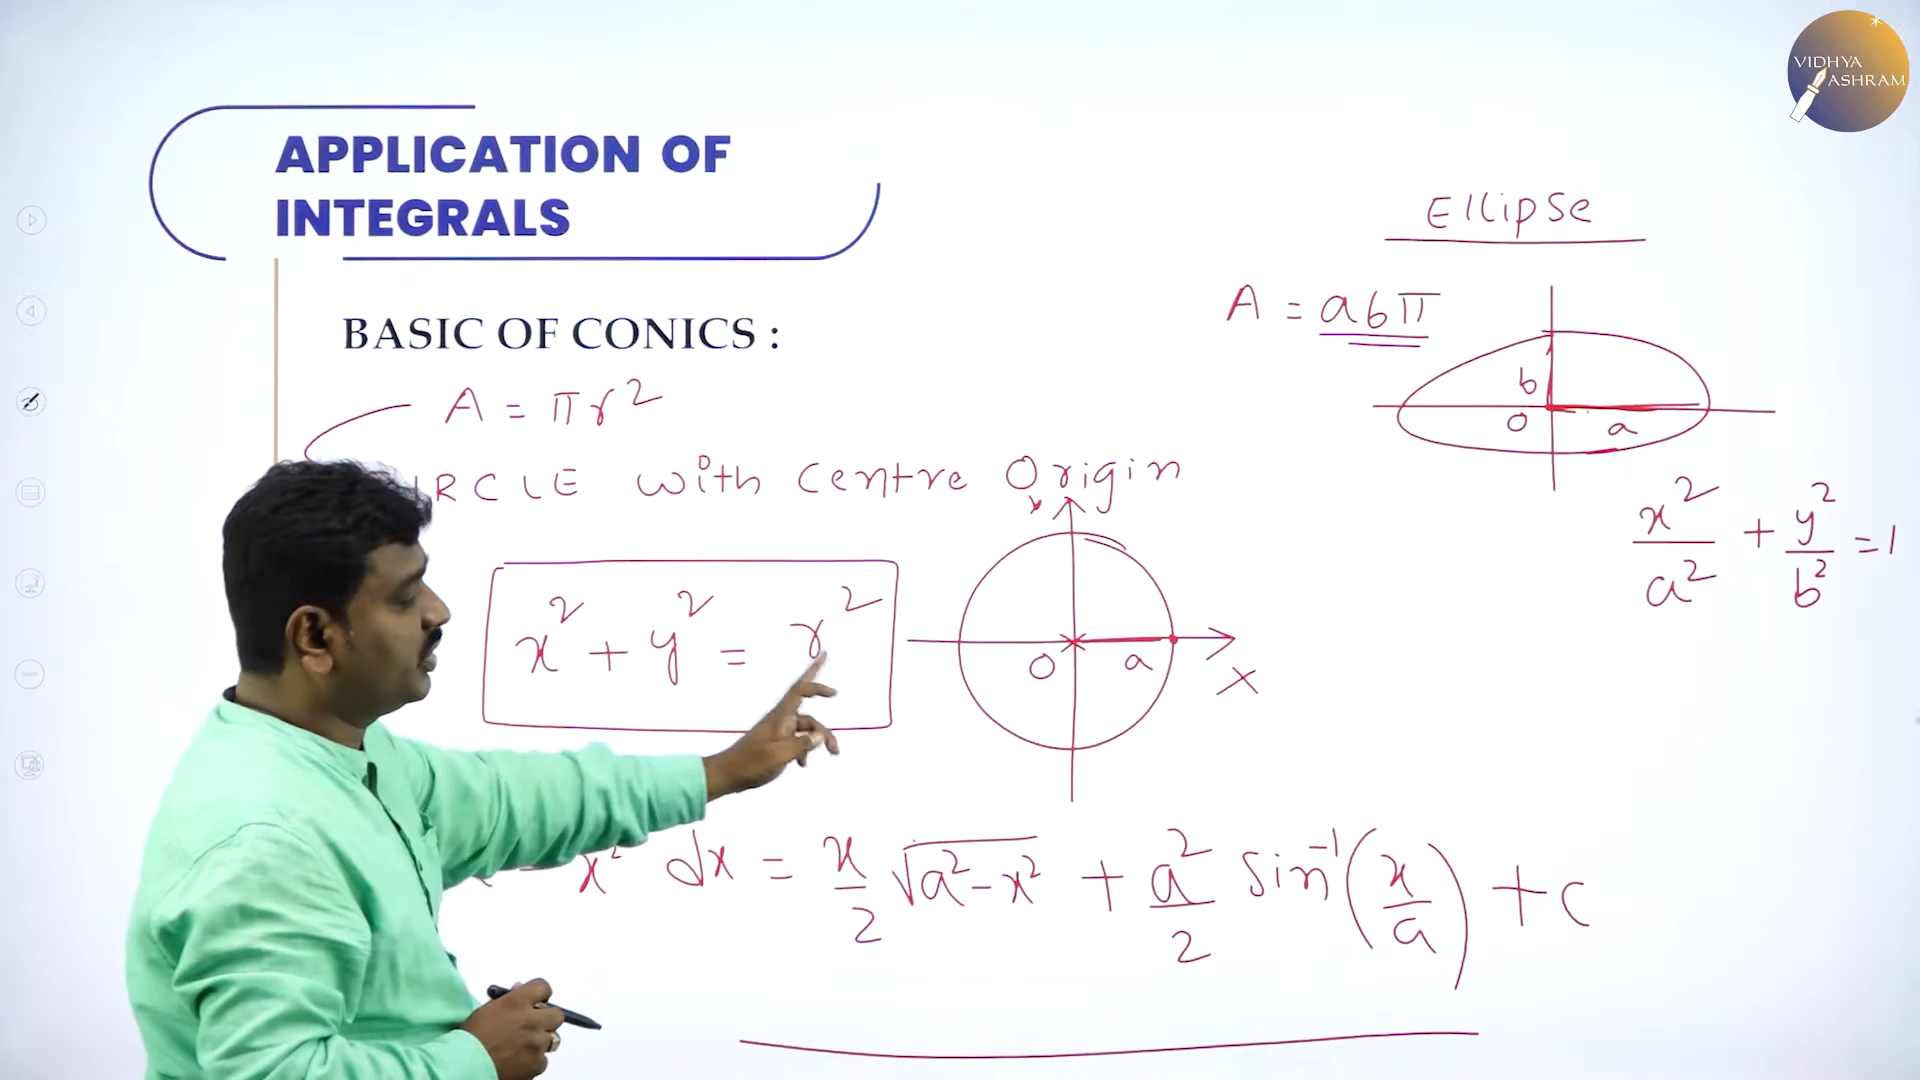 VIDHYA
ASHRAM
APPLICATION OF
INTEGRALS
BASIC OF CONICS :
A = πr²
RCLE with centre Origin
x² + y² = r²
O a
X
x² dx = x/2 √(a²-x²) + a²/2 Sin⁻¹(x/a) + c
Ellipse
A = abπ
b
O a
x²/a² + y²/b² = 1